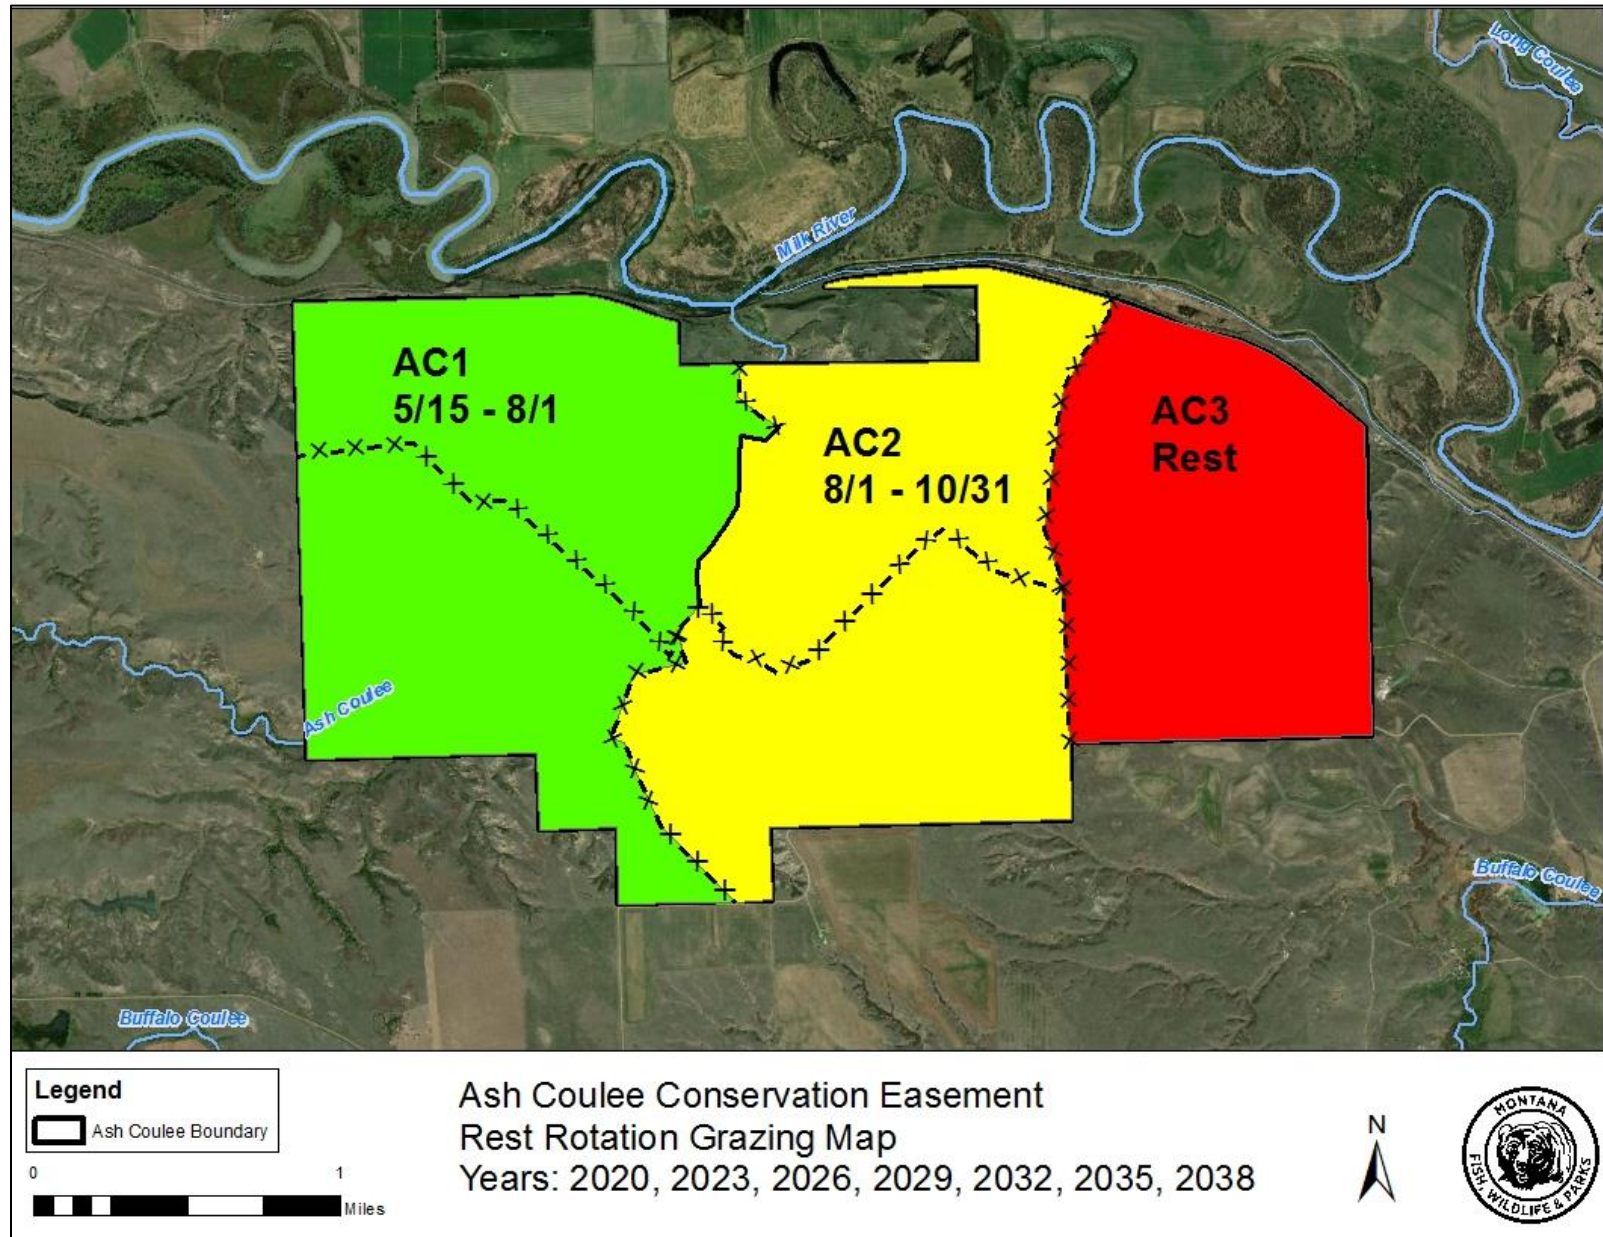 Long Coulee
Milk River
AC1
5/15 - 8/1
AC2
8/1 - 10/31
AC3
Rest
Ash Coulee
Buffalo Coulee
Buffalo Coulee
Legend
Ash Coulee Boundary
0 1
Miles
Ash Coulee Conservation Easement
Rest Rotation Grazing Map
Years: 2020, 2023, 2026, 2029, 2032, 2035, 2038
N
MONTANA
FISH, WILDLIFE & PARKS